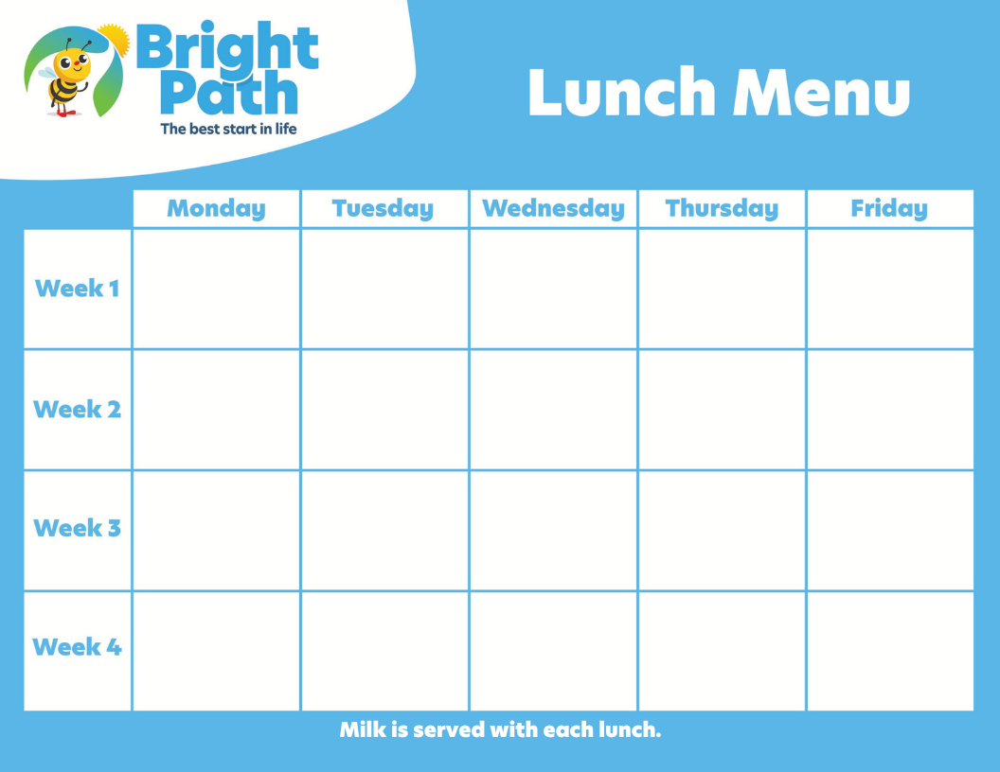 Bright
Path
The best start in life
Lunch Menu
Monday Tuesday Wednesday Thursday Friday
Week 1
Week 2
Week 3
Week 4
Milk is served with each lunch.